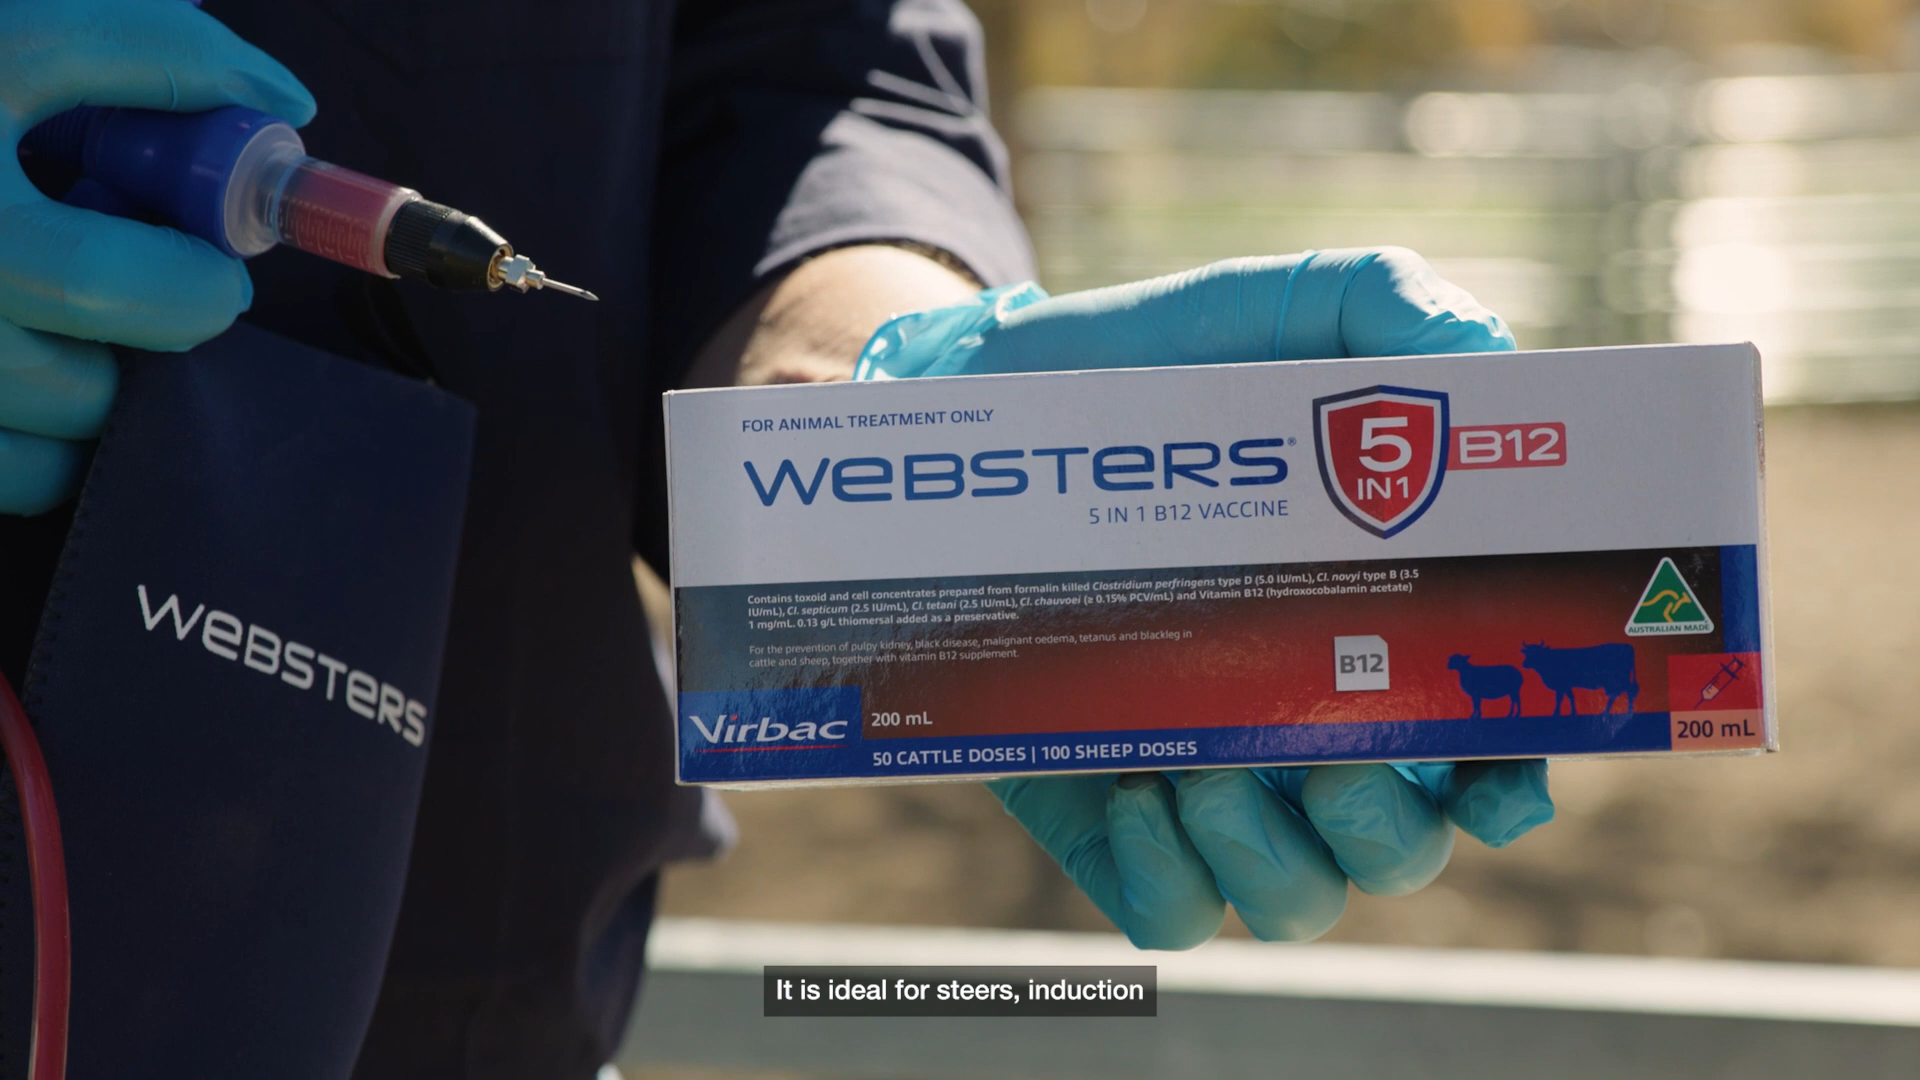 FOR ANIMAL TREATMENT ONLY
WEBSTERS®
5 IN 1 B12 VACCINE
5
IN1
B12
Contains toxoid and cell concentrates prepared from formalin killed Clostridium perfringens type D (5.0 IU/mL), Cl. novyi type B (3.5
IU/mL), Cl. septicum (2.5 IU/mL), Cl. tetani (2.5 IU/mL), Cl. chauvoei (≥ 0.15% PCV/mL) and Vitamin B12 (hydroxocobalamin acetate)
1 mg/mL. 0.13 g/L thiomersal added as a preservative.
For the prevention of pulpy kidney, black disease, malignant oedema, tetanus and blackleg in
cattle and sheep, together with vitamin B12 supplement.
AUSTRALIAN MADE
B12
Virbac
200 mL
50 CATTLE DOSES | 100 SHEEP DOSES
200 mL
WEBSTERS
It is ideal for steers, induction